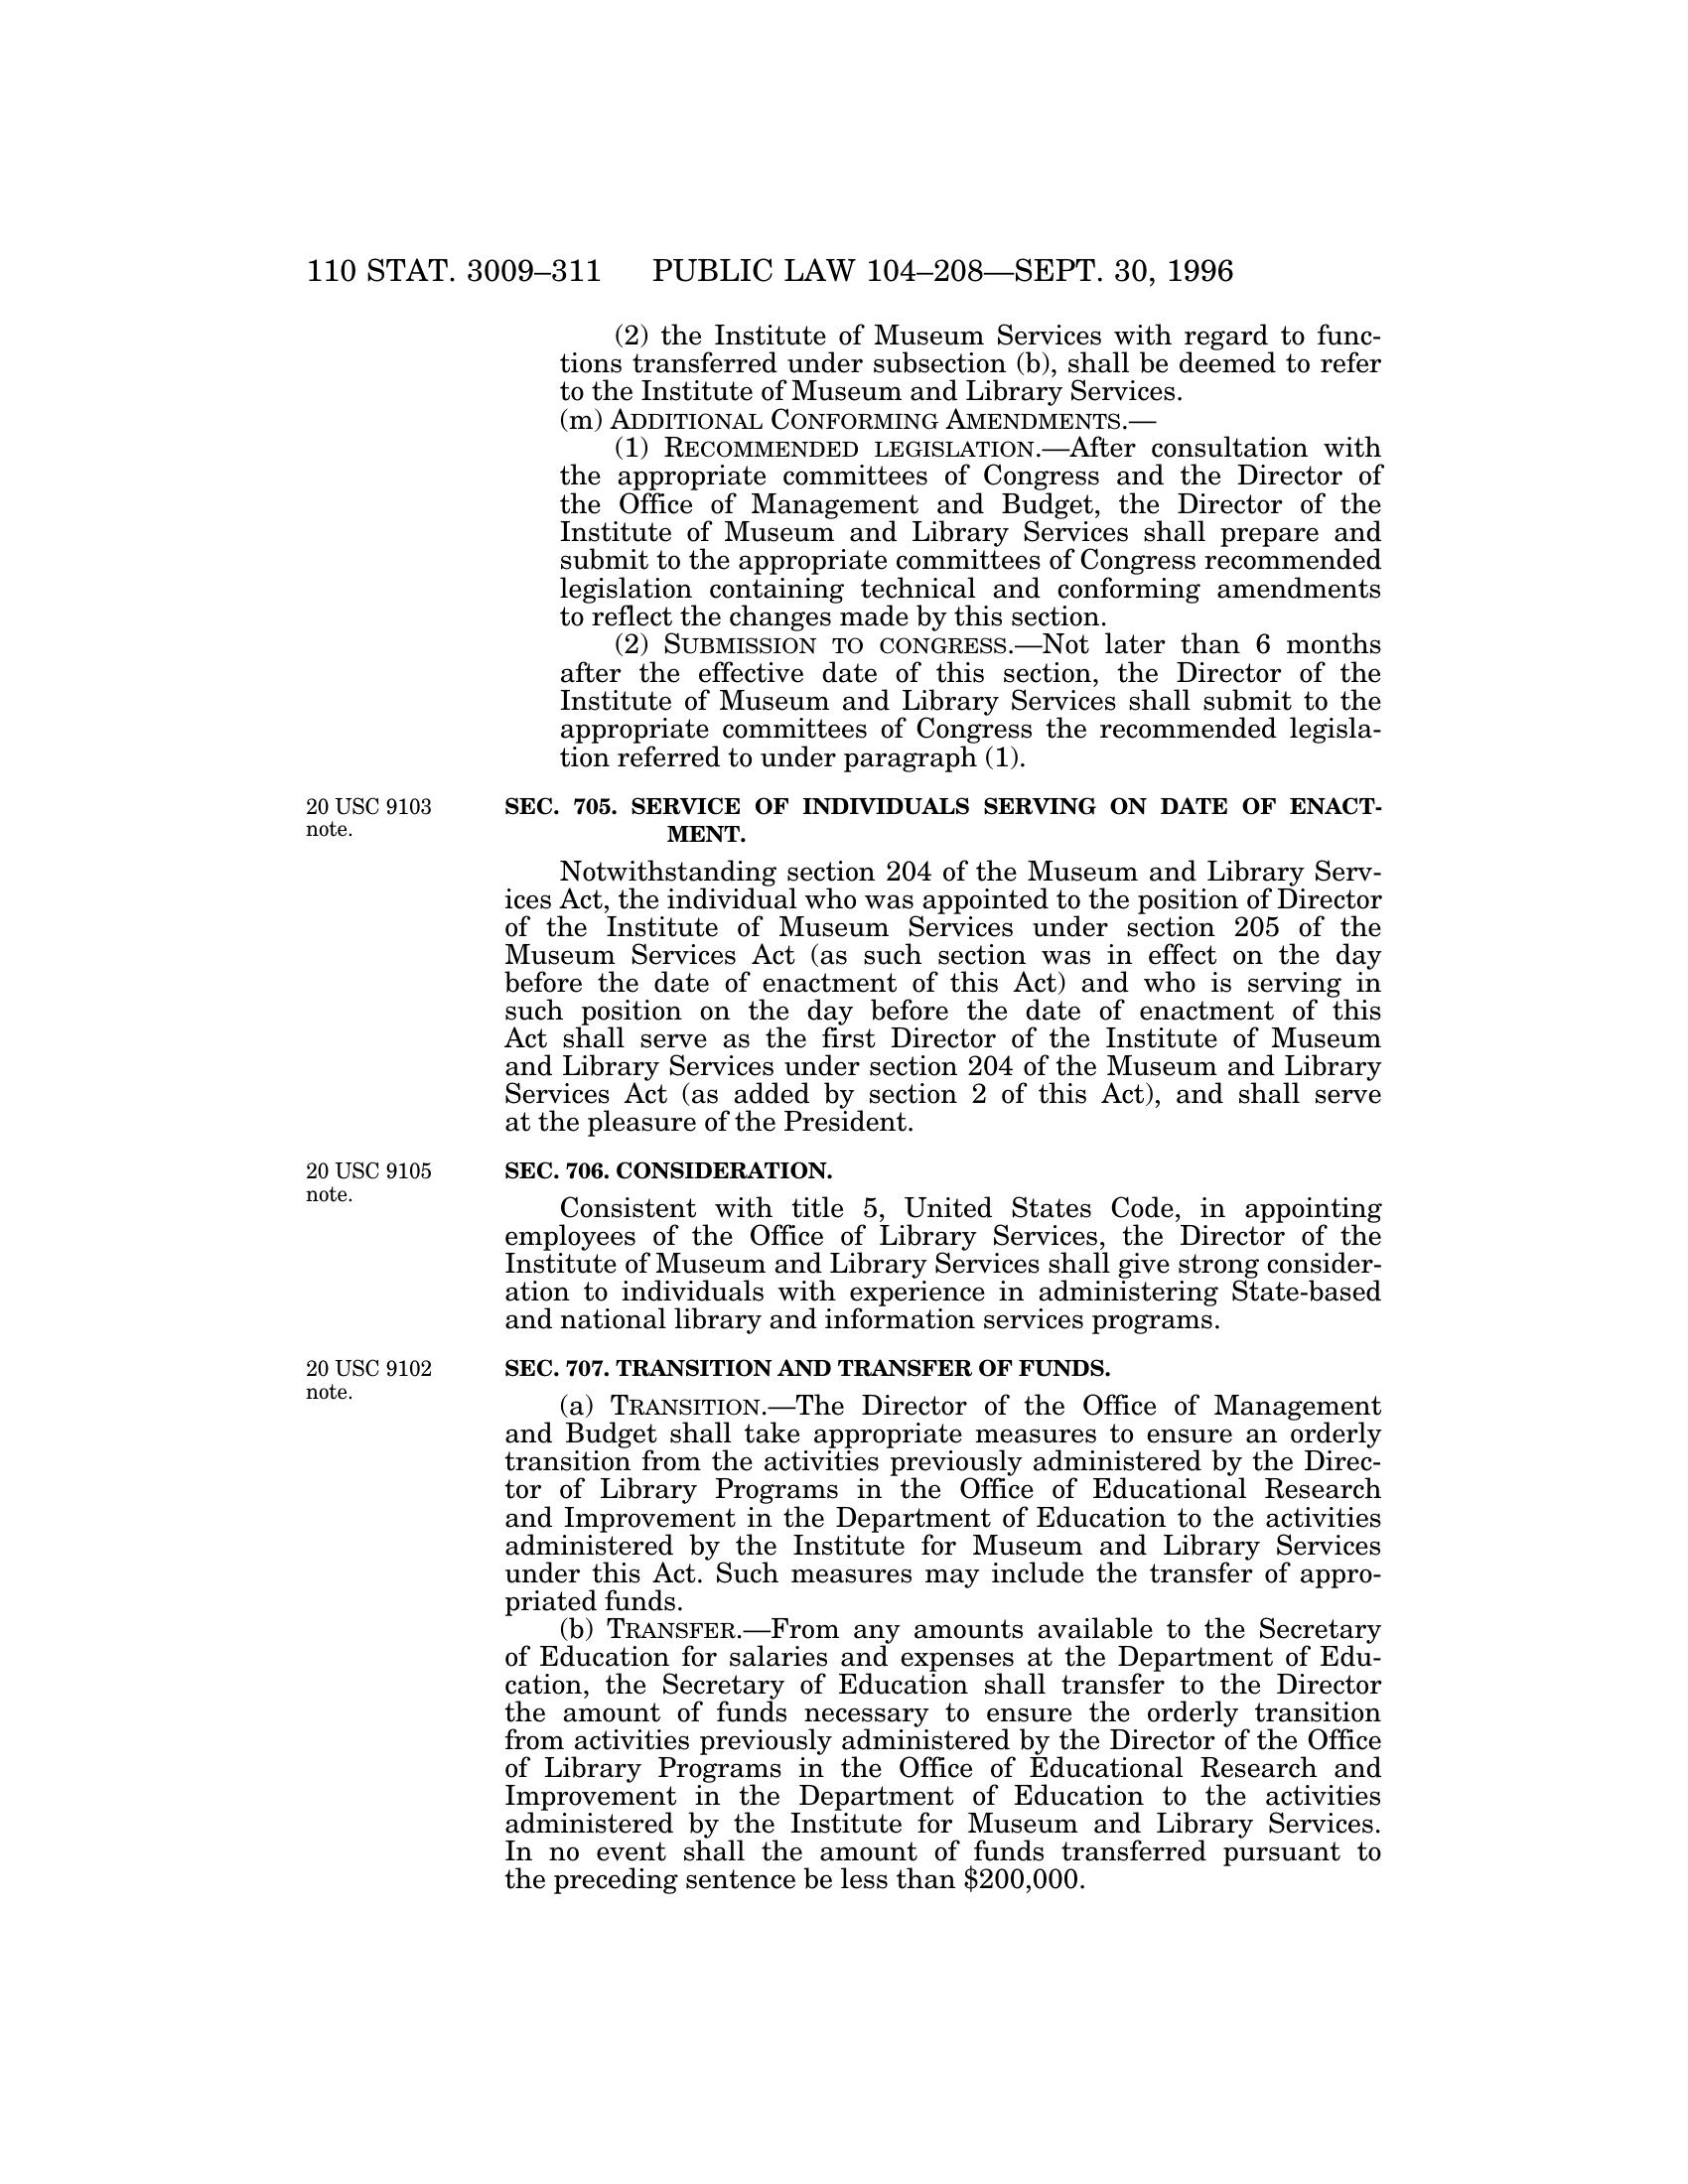 110 STAT. 3009–311 PUBLIC LAW 104–208—SEPT. 30, 1996
(2) the Institute of Museum Services with regard to func-
tions transferred under subsection (b), shall be deemed to refer
to the Institute of Museum and Library Services.
(m) ADDITIONAL CONFORMING AMENDMENTS.—
(1) RECOMMENDED LEGISLATION.—After consultation with
the appropriate committees of Congress and the Director of
the Office of Management and Budget, the Director of the
Institute of Museum and Library Services shall prepare and
submit to the appropriate committees of Congress recommended
legislation containing technical and conforming amendments
to reflect the changes made by this section.
(2) SUBMISSION TO CONGRESS.—Not later than 6 months
after the effective date of this section, the Director of the
Institute of Museum and Library Services shall submit to the
appropriate committees of Congress the recommended legisla-
tion referred to under paragraph (1).
20 USC 9103
note.
SEC. 705. SERVICE OF INDIVIDUALS SERVING ON DATE OF ENACT-
MENT.
Notwithstanding section 204 of the Museum and Library Serv-
ices Act, the individual who was appointed to the position of Director
of the Institute of Museum Services under section 205 of the
Museum Services Act (as such section was in effect on the day
before the date of enactment of this Act) and who is serving in
such position on the day before the date of enactment of this
Act shall serve as the first Director of the Institute of Museum
and Library Services under section 204 of the Museum and Library
Services Act (as added by section 2 of this Act), and shall serve
at the pleasure of the President.
20 USC 9105
note.
SEC. 706. CONSIDERATION.
Consistent with title 5, United States Code, in appointing
employees of the Office of Library Services, the Director of the
Institute of Museum and Library Services shall give strong consider-
ation to individuals with experience in administering State-based
and national library and information services programs.
20 USC 9102
note.
SEC. 707. TRANSITION AND TRANSFER OF FUNDS.
(a) TRANSITION.—The Director of the Office of Management
and Budget shall take appropriate measures to ensure an orderly
transition from the activities previously administered by the Direc-
tor of Library Programs in the Office of Educational Research
and Improvement in the Department of Education to the activities
administered by the Institute for Museum and Library Services
under this Act. Such measures may include the transfer of appro-
priated funds.
(b) TRANSFER.—From any amounts available to the Secretary
of Education for salaries and expenses at the Department of Edu-
cation, the Secretary of Education shall transfer to the Director
the amount of funds necessary to ensure the orderly transition
from activities previously administered by the Director of the Office
of Library Programs in the Office of Educational Research and
Improvement in the Department of Education to the activities
administered by the Institute for Museum and Library Services.
In no event shall the amount of funds transferred pursuant to
the preceding sentence be less than $200,000.